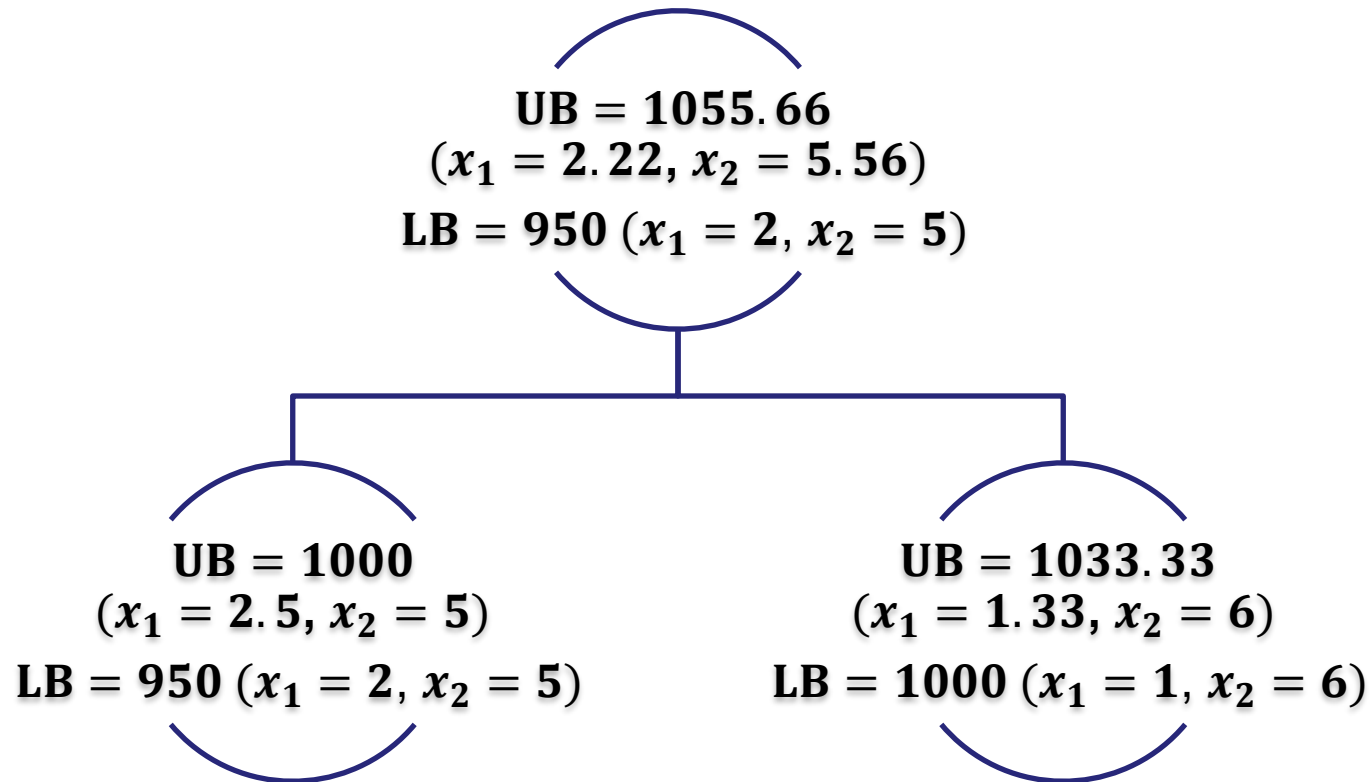 UB = 1055.66
(x₁ = 2.22, x₂ = 5.56)
LB = 950 (x₁ = 2, x₂ = 5)
UB = 1000
(x₁ = 2.5, x₂ = 5)
LB = 950 (x₁ = 2, x₂ = 5)
UB = 1033.33
(x₁ = 1.33, x₂ = 6)
LB = 1000 (x₁ = 1, x₂ = 6)